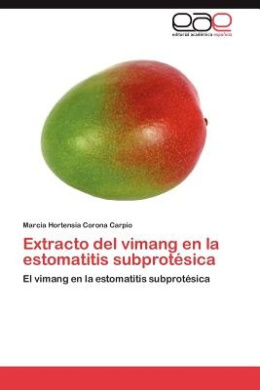 eae
editorial académica española
Marcia Hortensia Corona Carpio
Extracto del vimang en la
estomatitis subprotésica
El vimang en la estomatitis subprotésica